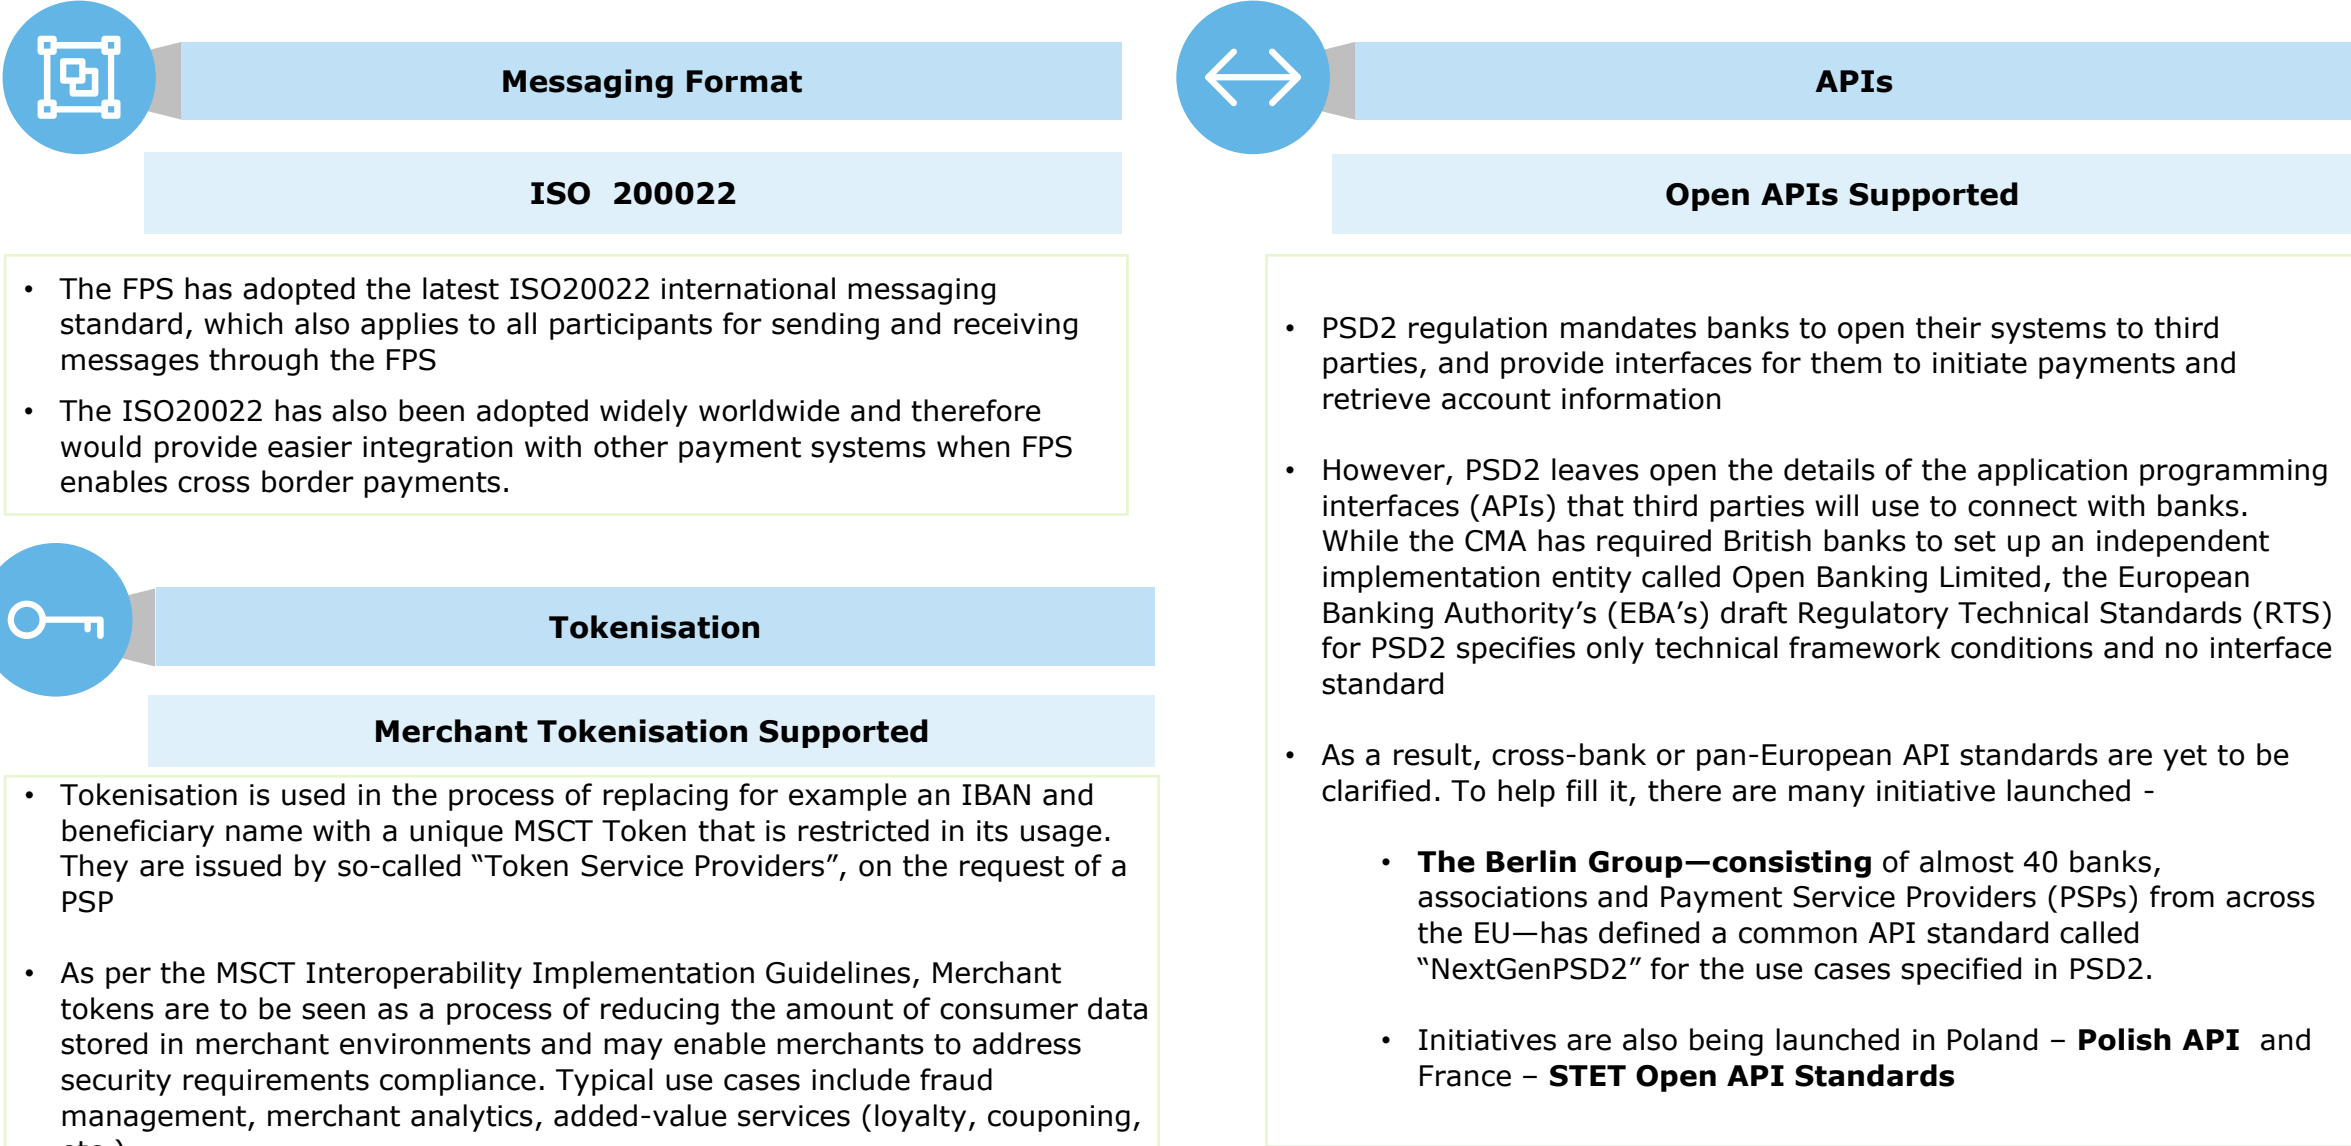 Messaging Format
ISO  200022
• The FPS has adopted the latest ISO20022 international messaging
standard, which also applies to all participants for sending and receiving
messages through the FPS
• The ISO20022 has also been adopted widely worldwide and therefore
would provide easier integration with other payment systems when FPS
enables cross border payments.
Tokenisation
Merchant Tokenisation Supported
• Tokenisation is used in the process of replacing for example an IBAN and
beneficiary name with a unique MSCT Token that is restricted in its usage.
They are issued by so-called “Token Service Providers”, on the request of a
PSP
• As per the MSCT Interoperability Implementation Guidelines, Merchant
tokens are to be seen as a process of reducing the amount of consumer data
stored in merchant environments and may enable merchants to address
security requirements compliance. Typical use cases include fraud
management, merchant analytics, added-value services (loyalty, couponing,
APIs
Open APIs Supported
• PSD2 regulation mandates banks to open their systems to third
parties, and provide interfaces for them to initiate payments and
retrieve account information
• However, PSD2 leaves open the details of the application programming
interfaces (APIs) that third parties will use to connect with banks.
While the CMA has required British banks to set up an independent
implementation entity called Open Banking Limited, the European
Banking Authority’s (EBA’s) draft Regulatory Technical Standards (RTS)
for PSD2 specifies only technical framework conditions and no interface
standard
• As a result, cross-bank or pan-European API standards are yet to be
clarified. To help fill it, there are many initiative launched -
• The Berlin Group—consisting of almost 40 banks,
associations and Payment Service Providers (PSPs) from across
the EU—has defined a common API standard called
“NextGenPSD2” for the use cases specified in PSD2.
• Initiatives are also being launched in Poland – Polish API  and
France – STET Open API Standards